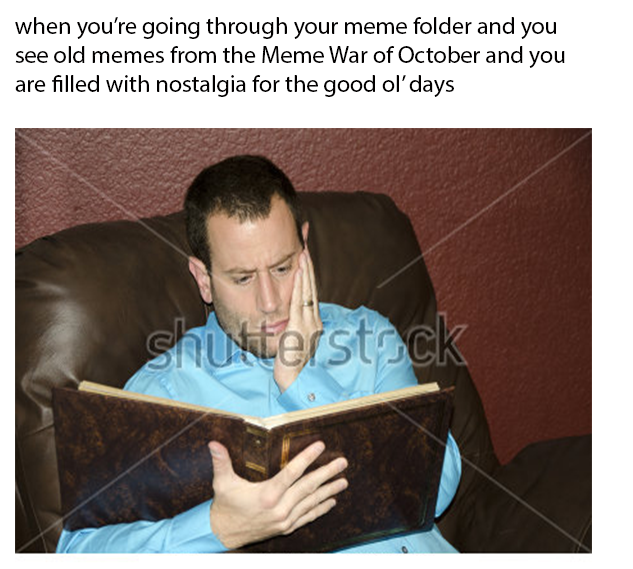 when you’re going through your meme folder and you
see old memes from the Meme War of October and you
are filled with nostalgia for the good ol’ days
shutterstock